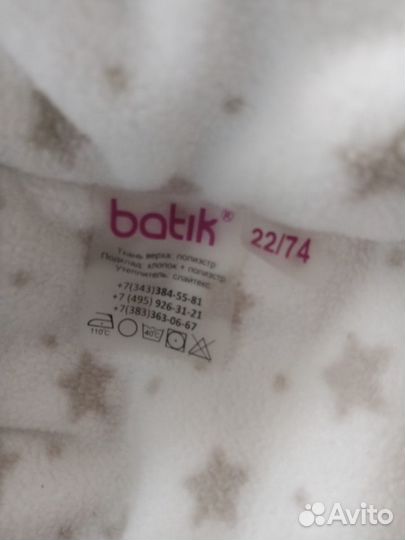 batik®
22/74
Ткань верха: полиэстр
Подклад: хлопок + полиэстр
Утеплитель: слайтекс
+7(343)384-55-81
+7 (495) 926-31-21
+7(383)363-06-67
110°C
40°C
Avito